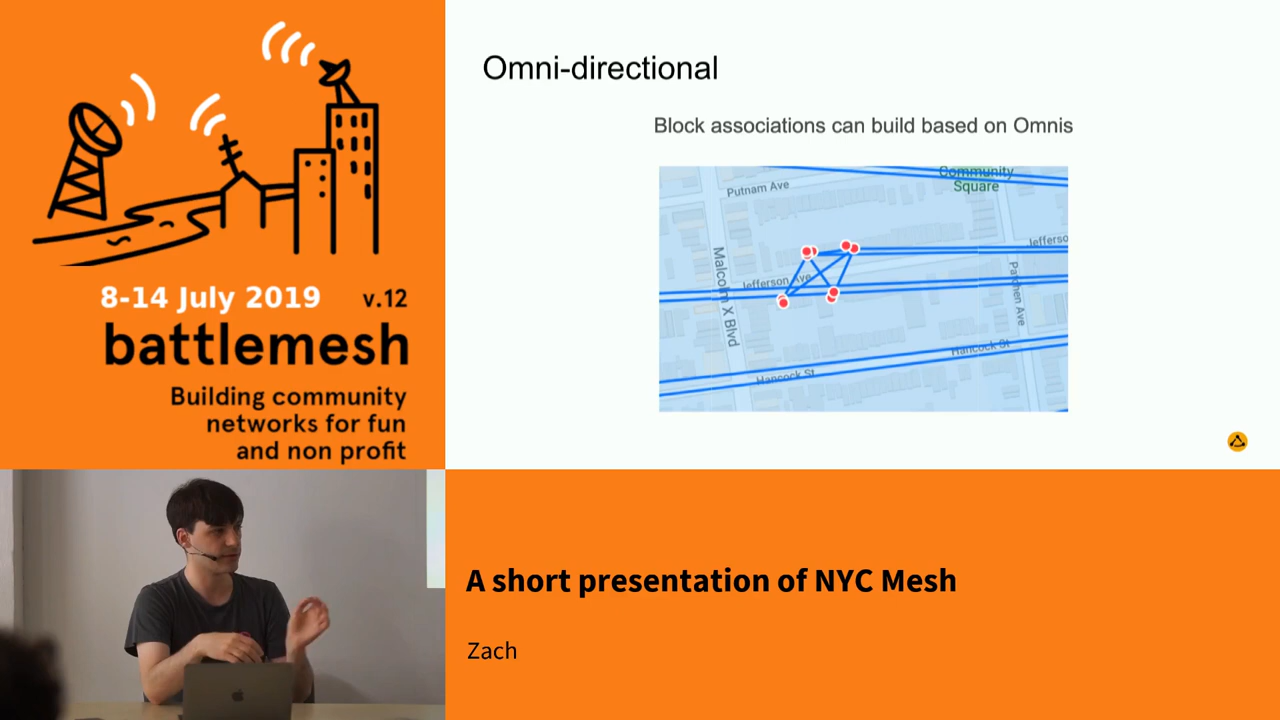 8-14 July 2019 v.12
battlemesh
Building community
networks for fun
and non profit
Omni-directional
Block associations can build based on Omnis
Community
Square
Putnam Ave
Malcolm X Blvd
Jefferson Ave
Jefferso
Patchen Ave
Hancock St
Hancock St
A short presentation of NYC Mesh
Zach